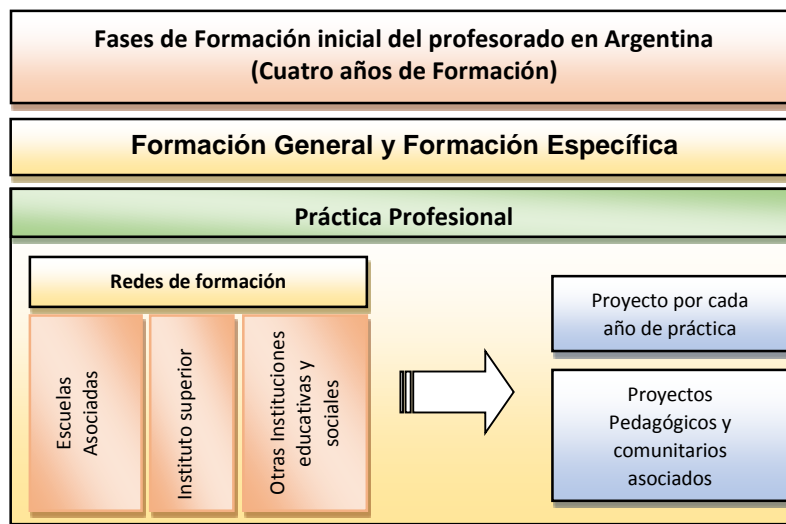 Fases de Formación inicial del profesorado en Argentina
(Cuatro años de Formación)
Formación General y Formación Específica
Práctica Profesional
Redes de formación
Escuelas
Asociadas
Instituto superior
Otras Instituciones
educativas y
sociales
Proyecto por cada
año de práctica
Proyectos
Pedagógicos y
comunitarios
asociados